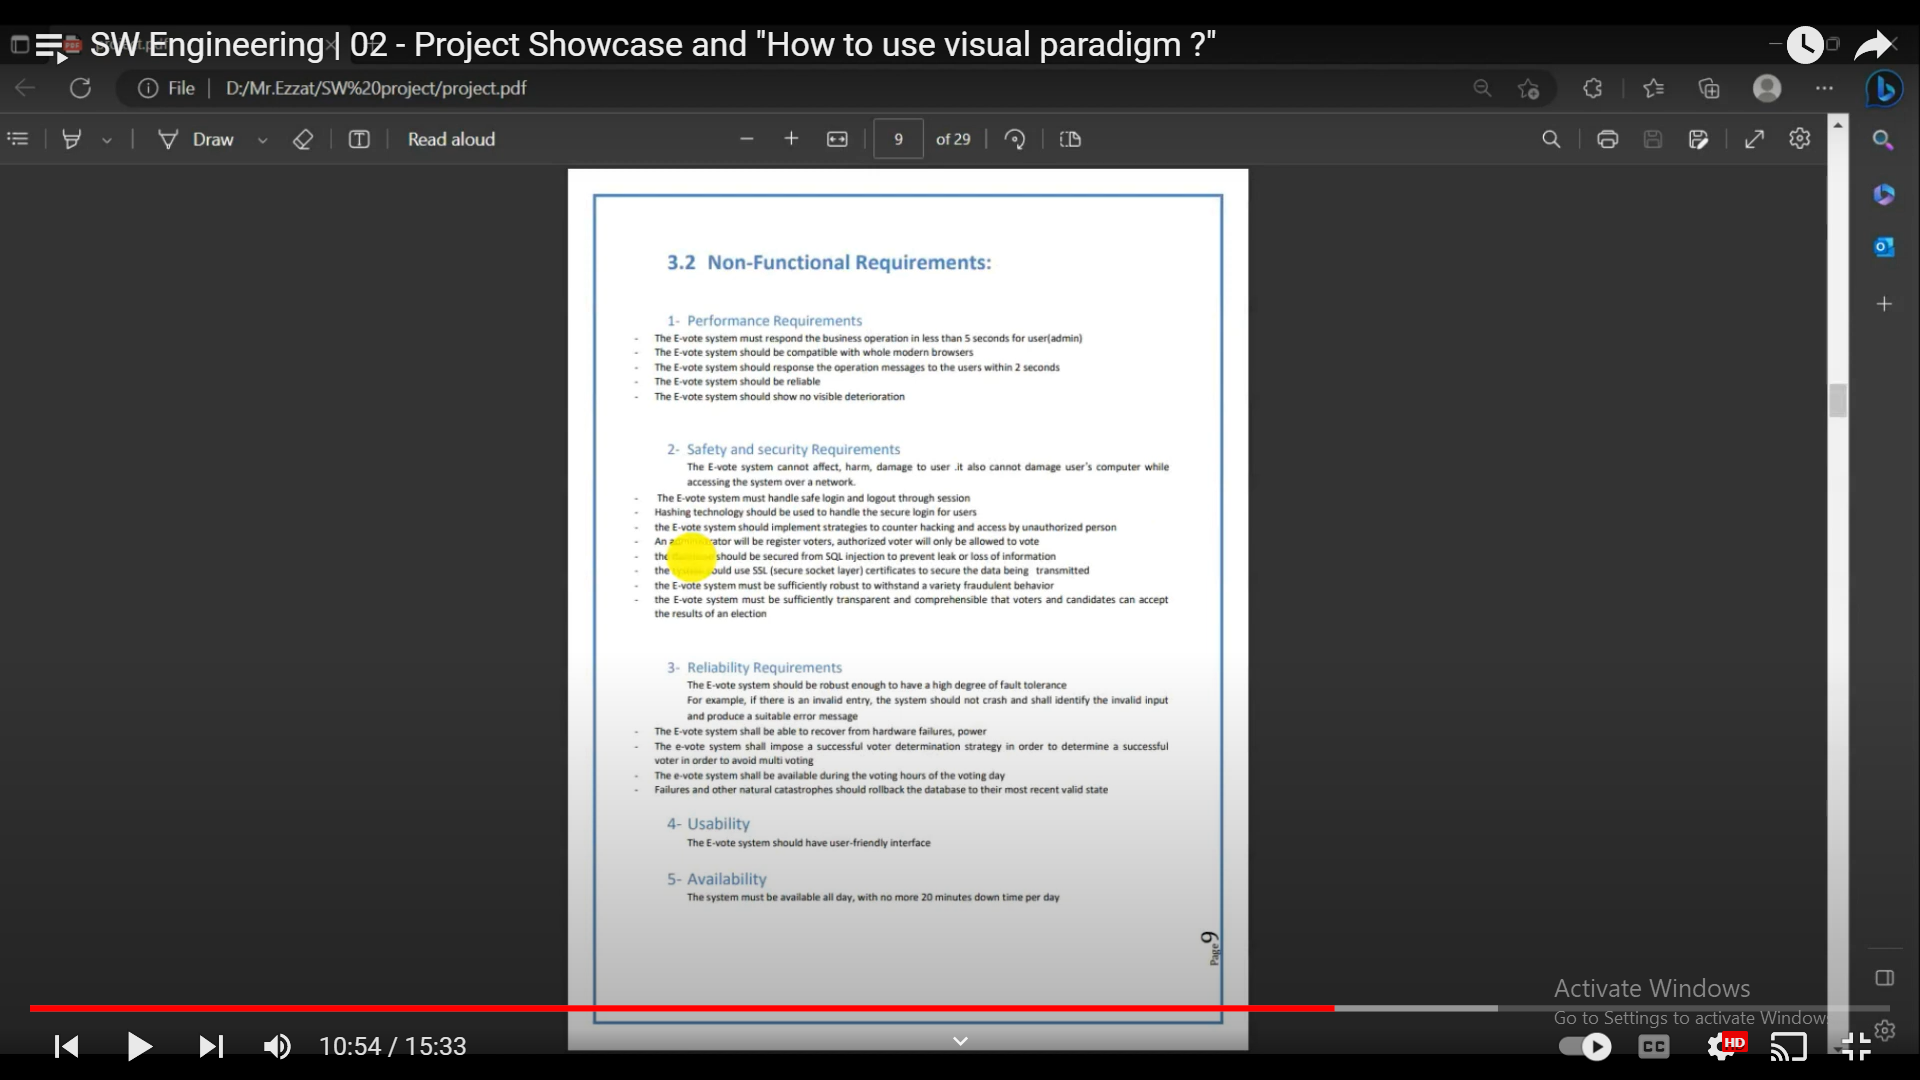 SW Engineering | 02 - Project Showcase and "How to use visual paradigm ?"
File | D:/Mr.Ezzat/SW%20project/project.pdf
Draw Read aloud 9 of 29
3.2 Non-Functional Requirements:
1- Performance Requirements
- The E-vote system must respond the business operation in less than 5 seconds for user(admin)
- The E-vote system should be compatible with whole modern browsers
- The E-vote system should response the operation messages to the users within 2 seconds
- The E-vote system should be reliable
- The E-vote system should show no visible deterioration
2- Safety and security Requirements
The E-vote system cannot affect, harm, damage to user .it also cannot damage user's computer while
accessing the system over a network.
- The E-vote system must handle safe login and logout through session
- Hashing technology should be used to handle the secure login for users
- the E-vote system should implement strategies to counter hacking and access by unauthorized person
- An administrator will be register voters, authorized voter will only be allowed to vote
- the should be secured from SQL injection to prevent leak or loss of information
- the use SSL (secure socket layer) certificates to secure the data being transmitted
- the E-vote system must be sufficiently robust to withstand a variety fraudulent behavior
- the E-vote system must be sufficiently transparent and comprehensible that voters and candidates can accept
the results of an election
3- Reliability Requirements
The E-vote system should be robust enough to have a high degree of fault tolerance
For example, if there is an invalid entry, the system should not crash and shall identify the invalid input
and produce a suitable error message
- The E-vote system shall be able to recover from hardware failures, power
- The e-vote system shall impose a successful voter determination strategy in order to determine a successful
voter in order to avoid multi voting
- The e-vote system shall be available during the voting hours of the voting day
- Failures and other natural catastrophes should rollback the database to their most recent valid state
4- Usability
The E-vote system should have user-friendly interface
5- Availability
The system must be available all day, with no more 20 minutes down time per day
Page 9
Activate Windows
Go to Settings to activate Windows
10:54 / 15:33
CC HD